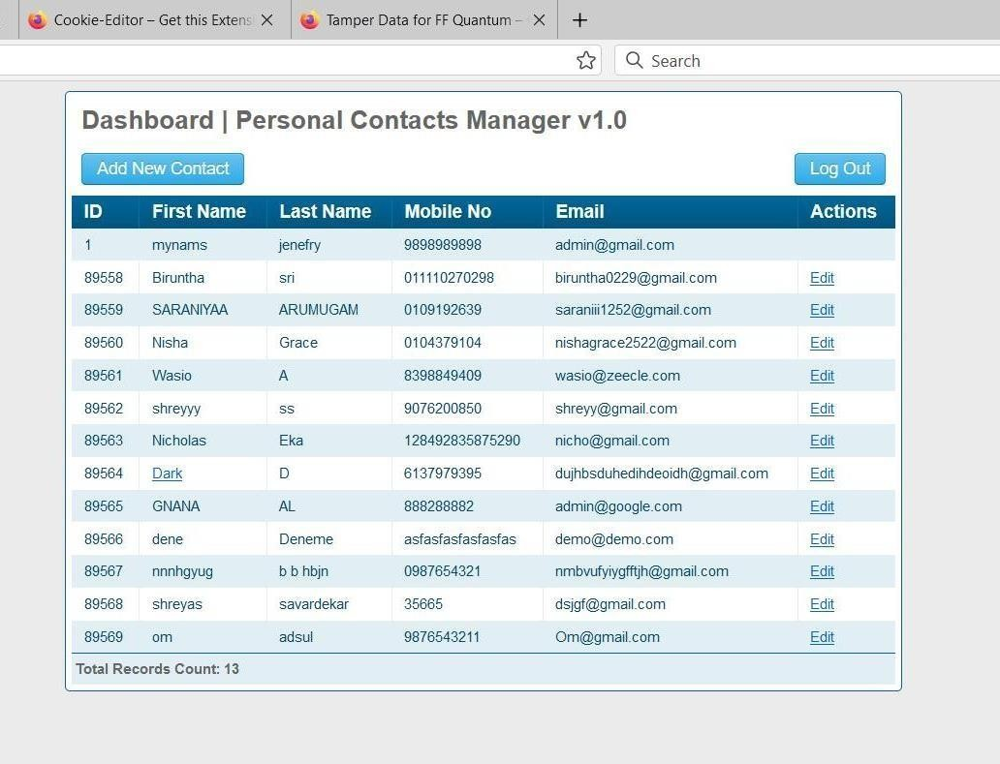 Cookie-Editor – Get this Extens
Tamper Data for FF Quantum –
Search
Dashboard | Personal Contacts Manager v1.0
Add New Contact Log Out
ID First Name Last Name Mobile No Email Actions
1 mynams jenefry 9898989898 admin@gmail.com
89558 Biruntha sri 011110270298 biruntha0229@gmail.com Edit
89559 SARANIYAA ARUMUGAM 0109192639 saraniii1252@gmail.com Edit
89560 Nisha Grace 0104379104 nishagrace2522@gmail.com Edit
89561 Wasio A 8398849409 wasio@zeecle.com Edit
89562 shreyyy ss 9076200850 shreyy@gmail.com Edit
89563 Nicholas Eka 128492835875290 nicho@gmail.com Edit
89564 Dark D 6137979395 dujhbsduhedihdeoidh@gmail.com Edit
89565 GNANA AL 888288882 admin@google.com Edit
89566 dene Deneme asfasfasfasfasfas demo@demo.com Edit
89567 nnnhgyug b b hbjn 0987654321 nmbvufyiygfftjh@gmail.com Edit
89568 shreyas savardekar 35665 dsjgf@gmail.com Edit
89569 om adsul 9876543211 Om@gmail.com Edit
Total Records Count: 13